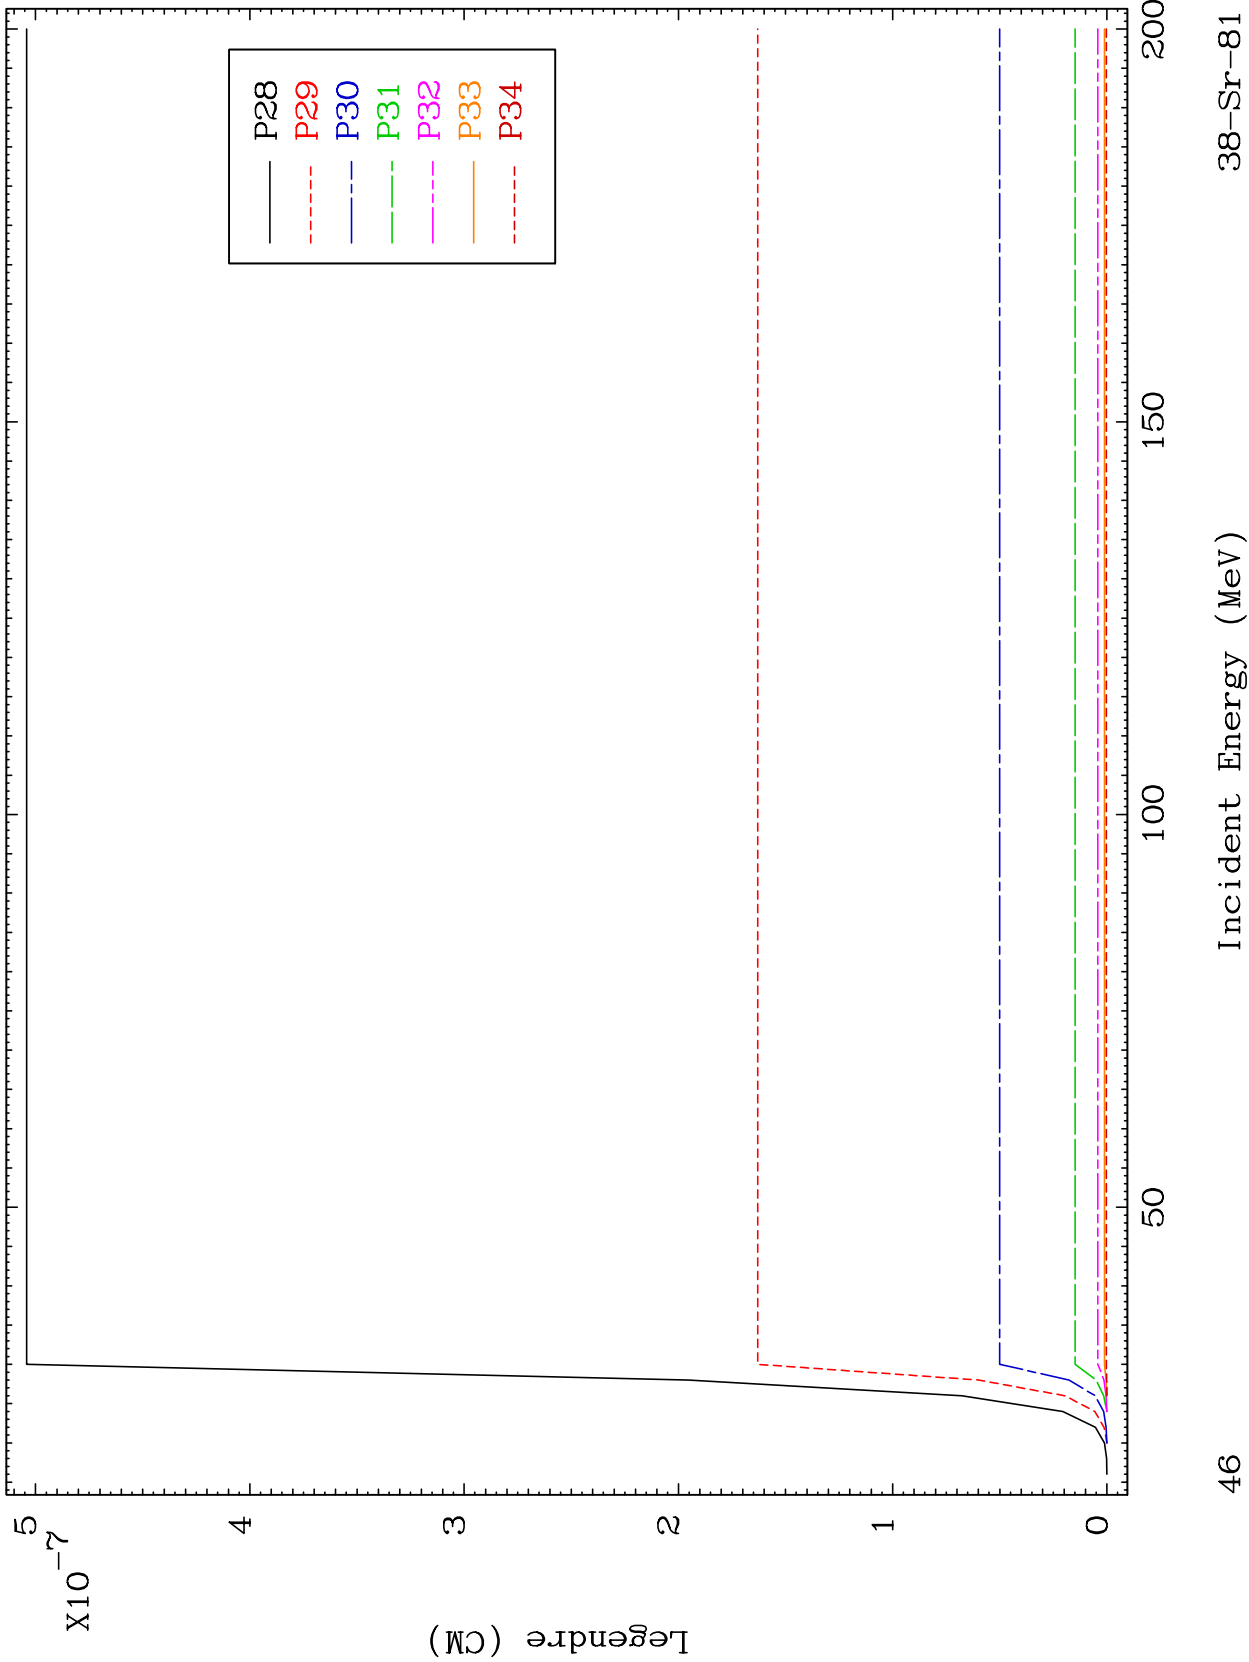 X10-7
5
4
3
2
1
0
Legendre (CM)
P28
P29
P30
P31
P32
P33
P34
50
100
150
200
Incident Energy (MeV)
46
38-Sr-81